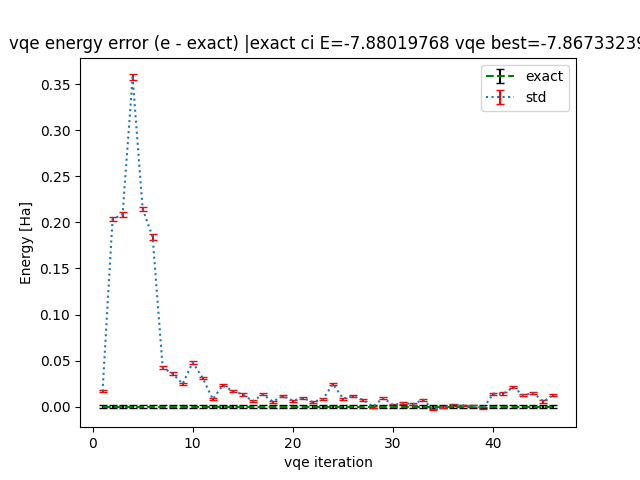 vqe energy error (e - exact) |exact ci E=-7.88019768 vqe best=-7.86733239
exact
std
0.35
0.30
0.25
0.20
0.15
0.10
0.05
0.00
Energy [Ha]
0 10 20 30 40
vqe iteration